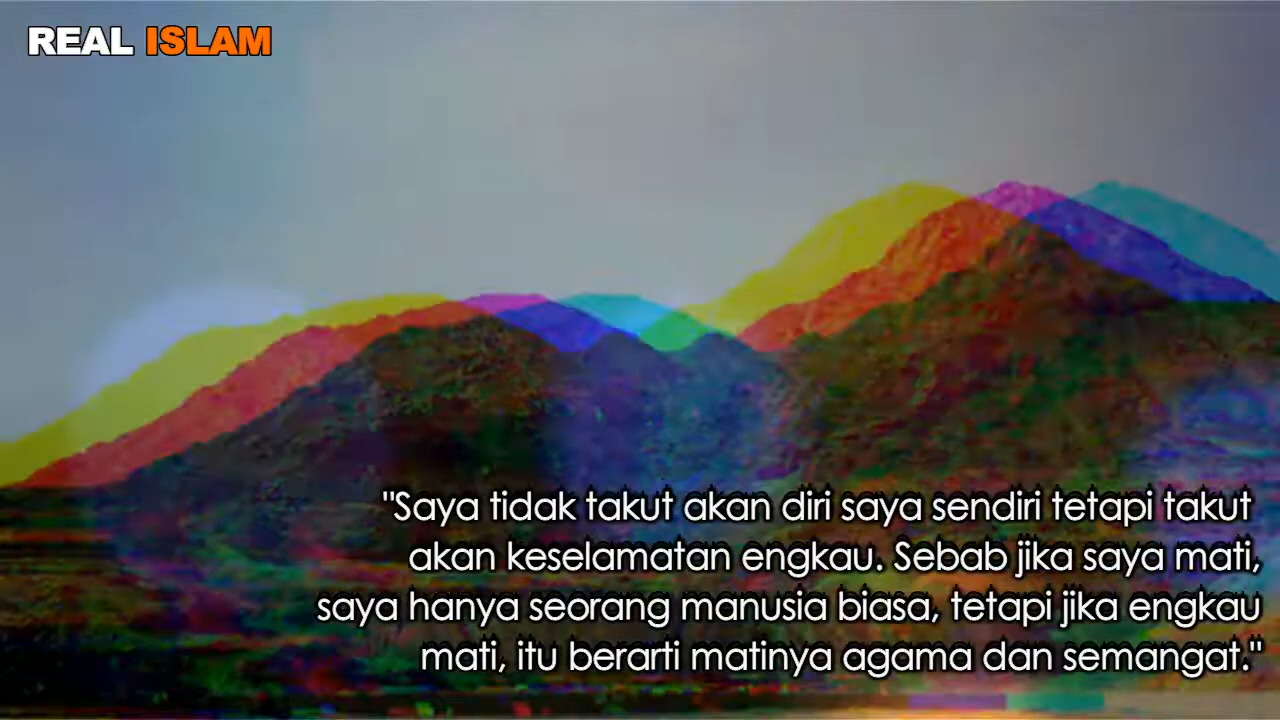 REAL ISLAM
"Saya tidak takut akan diri saya sendiri tetapi takut
akan keselamatan engkau. Sebab jika saya mati,
saya hanya seorang manusia biasa, tetapi jika engkau
mati, itu berarti matinya agama dan semangat."